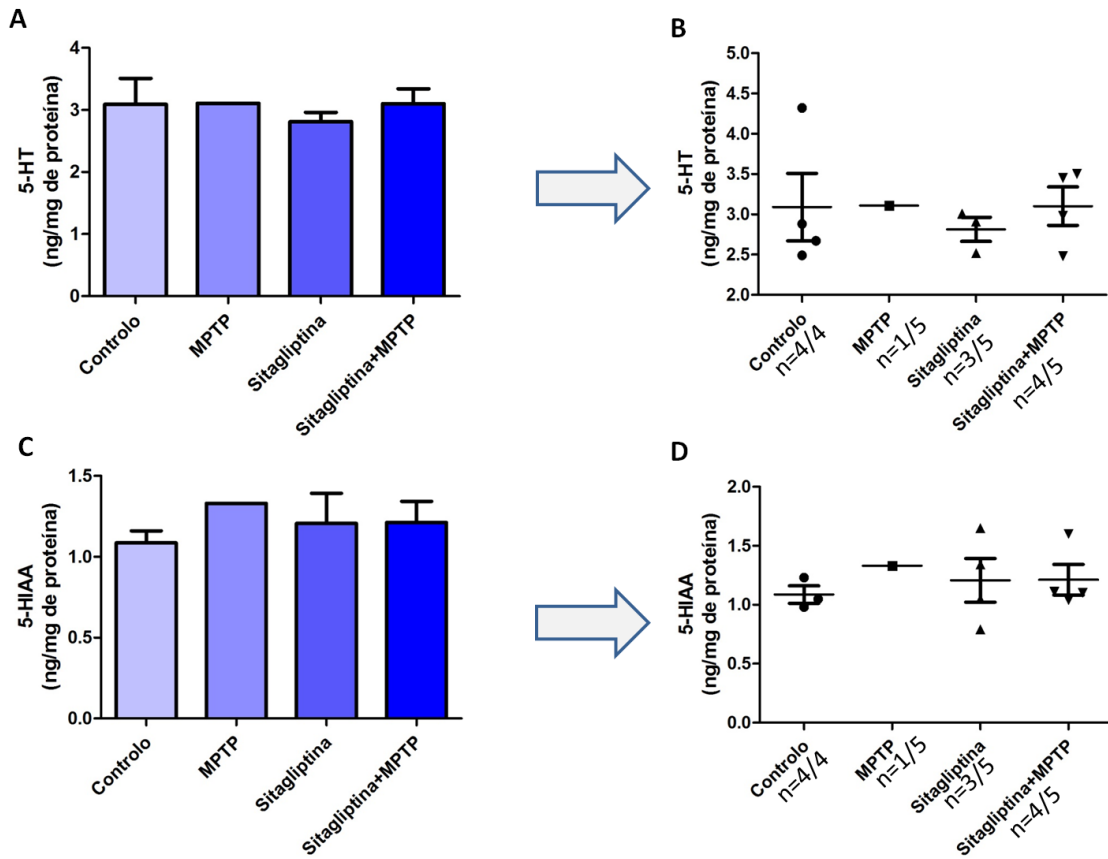 A
5-HT
(ng/mg de proteína)
4
3
2
1
0
Controlo
MPTP
Sitagliptina
Sitagliptina+MPTP
B
5-HT
(ng/mg de proteína)
5.0
4.5
4.0
3.5
3.0
2.5
2.0
Controlo
n=4/4
MPTP
n=1/5
Sitagliptina
n=3/5
Sitagliptina+MPTP
n=4/5
C
5-HIAA
(ng/mg de proteína)
1.5
1.0
0.5
0.0
Controlo
MPTP
Sitagliptina
Sitagliptina+MPTP
D
5-HIAA
(ng/mg de proteína)
2.0
1.5
1.0
0.5
0.0
Controlo
n=4/4
MPTP
n=1/5
Sitagliptina
n=3/5
Sitagliptina+MPTP
n=4/5